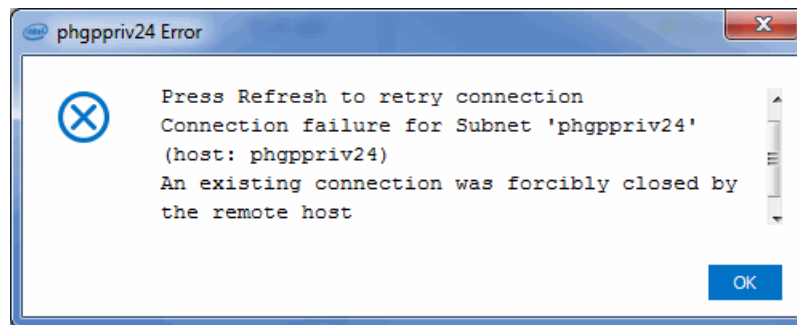 phgppriv24 Error
Press Refresh to retry connection
Connection failure for Subnet 'phgppriv24'
(host: phgppriv24)
An existing connection was forcibly closed by
the remote host
OK